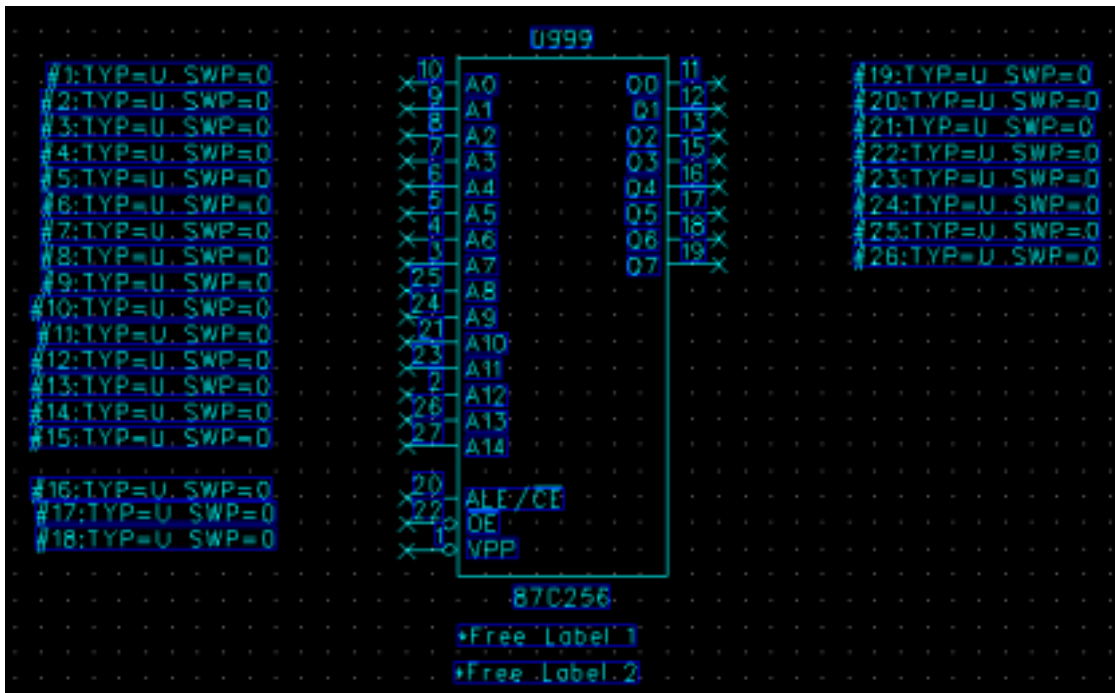 U999
#1:TYP=U SWP=0 10 A0 O0 11 #19:TYP=U SWP=0
#2:TYP=U SWP=0 9 A1 O1 12 #20:TYP=U SWP=0
#3:TYP=U SWP=0 8 A2 O2 13 #21:TYP=U SWP=0
#4:TYP=U SWP=0 7 A3 O3 15 #22:TYP=U SWP=0
#5:TYP=U SWP=0 6 A4 O4 16 #23:TYP=U SWP=0
#6:TYP=U SWP=0 5 A5 O5 17 #24:TYP=U SWP=0
#7:TYP=U SWP=0 4 A6 O6 18 #25:TYP=U SWP=0
#8:TYP=U SWP=0 3 A7 O7 19 #26:TYP=U SWP=0
#9:TYP=U SWP=0 25 A8
#10:TYP=U SWP=0 24 A9
#11:TYP=U SWP=0 21 A10
#12:TYP=U SWP=0 23 A11
#13:TYP=U SWP=0 2 A12
#14:TYP=U SWP=0 26 A13
#15:TYP=U SWP=0 27 A14
#16:TYP=U SWP=0 20 ALE/CE
#17:TYP=U SWP=0 22 OE
#18:TYP=U SWP=0 1 VPP
87C256
*Free Label 1
*Free Label 2